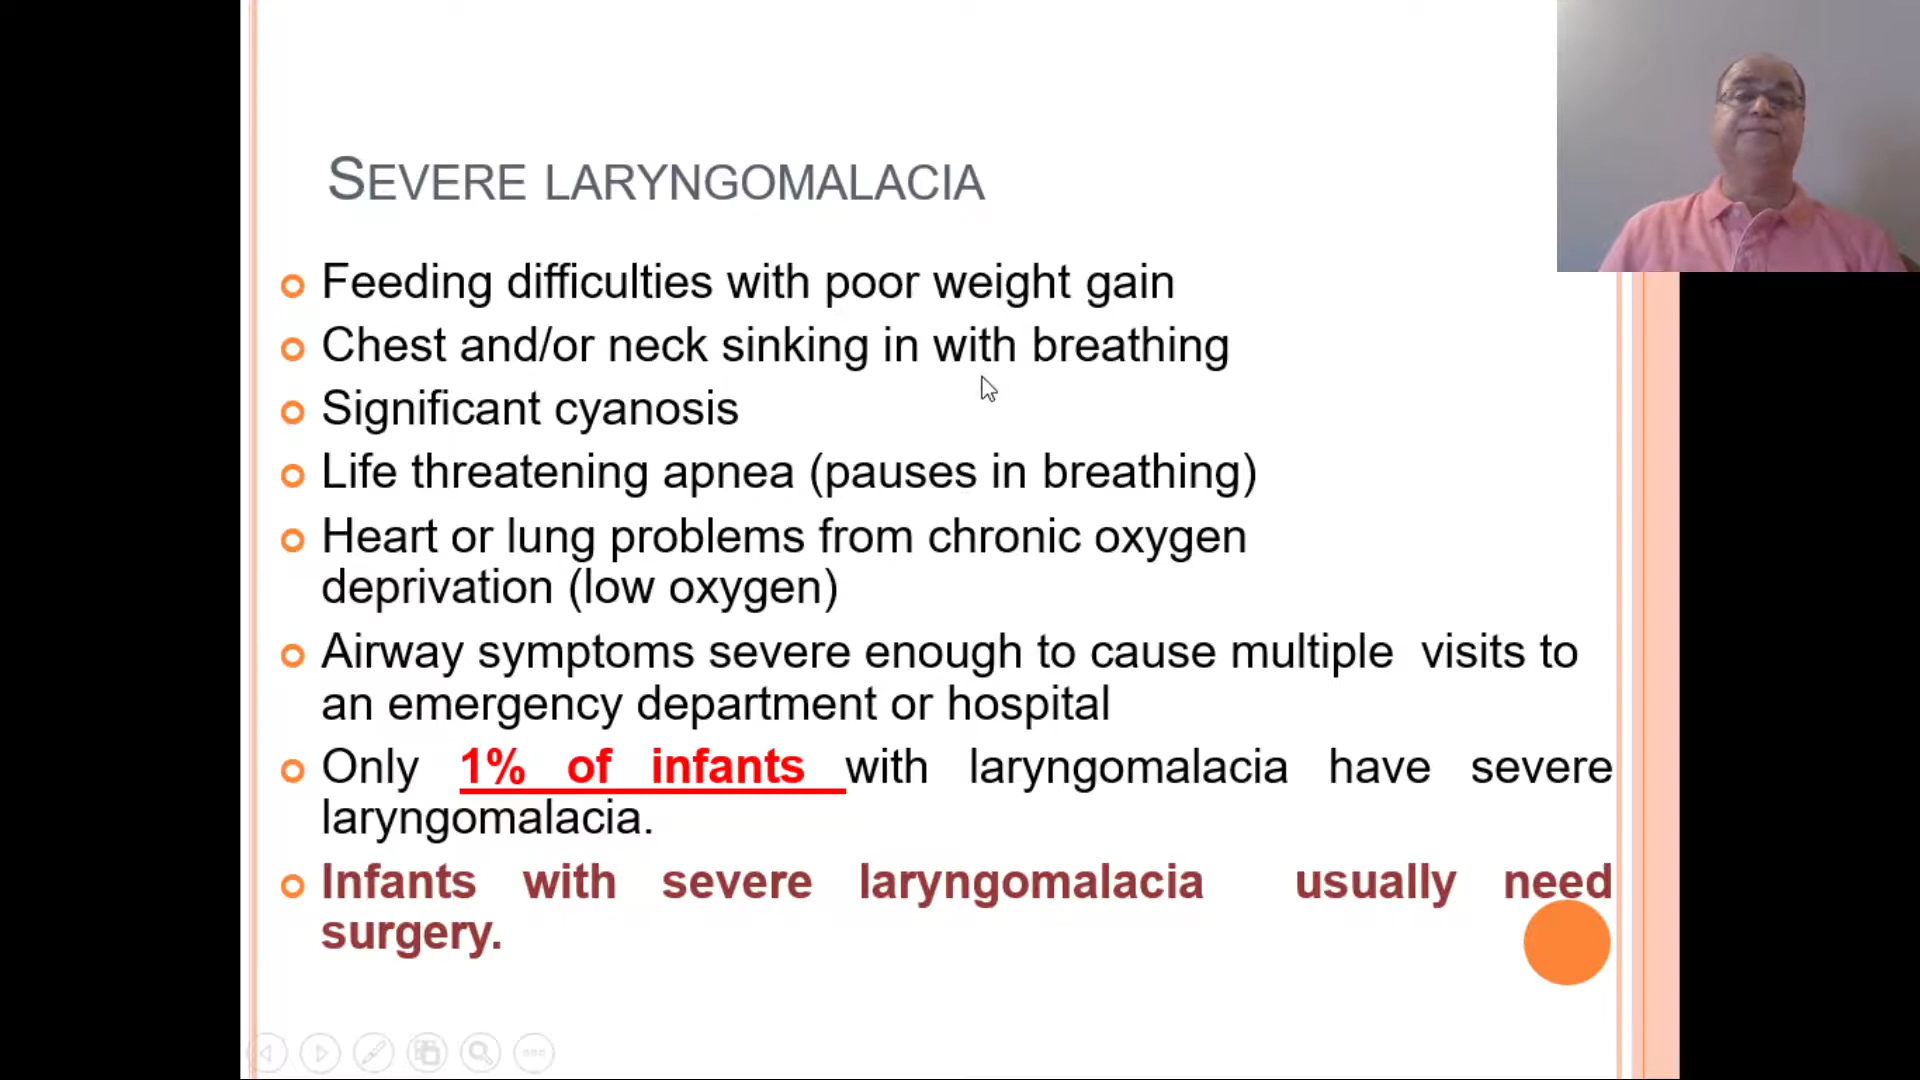 SEVERE LARYNGOMALACIA
Feeding difficulties with poor weight gain
Chest and/or neck sinking in with breathing
Significant cyanosis
Life threatening apnea (pauses in breathing)
Heart or lung problems from chronic oxygen
deprivation (low oxygen)
Airway symptoms severe enough to cause multiple visits to
an emergency department or hospital
Only 1% of infants with laryngomalacia have severe
laryngomalacia.
Infants with severe laryngomalacia usually need
surgery.